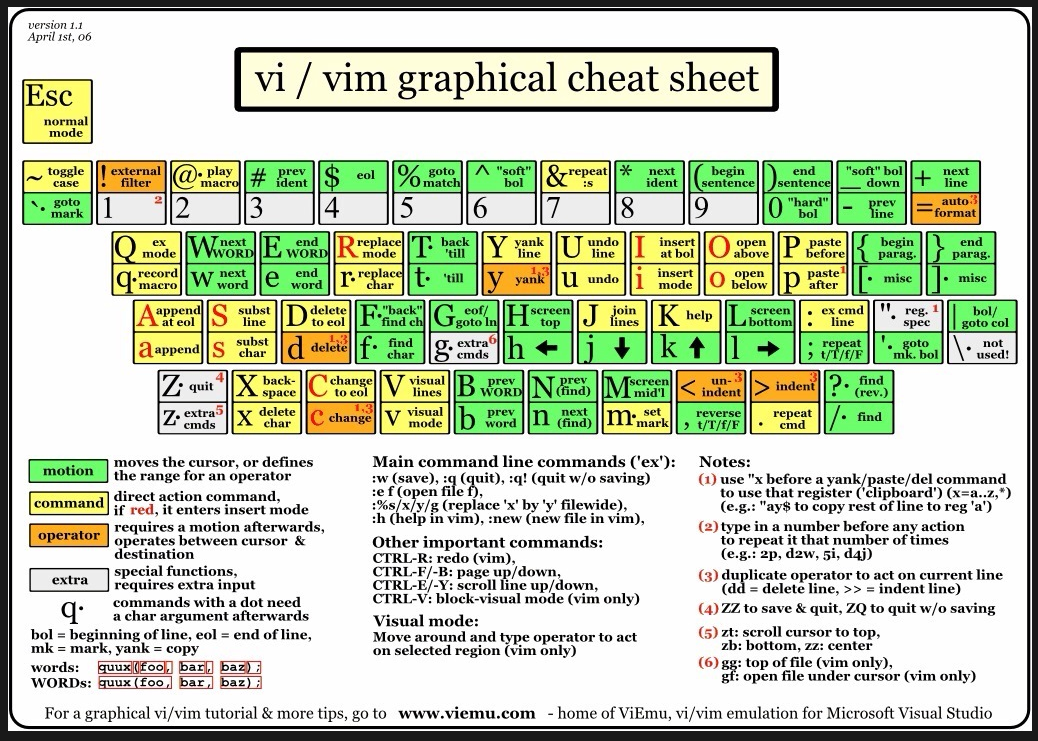 version 1.1
April 1st, 06
vi / vim graphical cheat sheet
Esc
normal
mode
~ toggle case
! external filter
@· play macro
# prev ident
$ eol
% goto match
^ "soft" bol
& repeat :s
* next ident
( begin sentence
) end sentence
_ "soft" bol down
+ next line
`· goto mark
1 2
2
3
4
5
6
7
8
9
0 "hard" bol
- prev line
= auto format 3
Q ex mode
W next WORD
E end WORD
R replace mode
T· back 'till
Y yank line
U undo line
I insert at bol
O open above
P paste before
{ begin parag.
} end parag.
q· record macro
w next word
e end word
r· replace char
t· 'till
y yank 1,3
u undo
i insert mode
o open below
p paste after 1
[· misc
]· misc
A append at eol
S subst line
D delete to eol
F· "back" find ch
G eof/ goto ln
H screen top
J join lines
K help
L screen bottom
: ex cmd line
"· reg. spec 1
| bol/ goto col
a append
s subst char
d delete 1,3
f· find char
g· extra cmds 6
h ←
j ↓
k ↑
l →
; repeat t/T/f/F
'· goto mk. bol
\· not used!
Z· quit 4
X back- space
C change to eol
V visual lines
B prev WORD
N prev (find)
M screen mid'l
< un- indent 3
> indent 3
?· find (rev.)
z· extra cmds 5
x delete char
c change 1,3
v visual mode
b prev word
n next (find)
m· set mark
, reverse t/T/f/F
. repeat cmd
/· find
motion moves the cursor, or defines
the range for an operator
command direct action command,
if red, it enters insert mode
operator requires a motion afterwards,
operates between cursor &
destination
extra special functions,
requires extra input
q· commands with a dot need
a char argument afterwards
bol = beginning of line, eol = end of line,
mk = mark, yank = copy
words: quux(foo, bar, baz);
WORDs: quux(foo, bar, baz);
Main command line commands ('ex'):
:w (save), :q (quit), :q! (quit w/o saving)
:e f (open file f),
:%s/x/y/g (replace 'x' by 'y' filewide),
:h (help in vim), :new (new file in vim),
Other important commands:
CTRL-R: redo (vim),
CTRL-F/-B: page up/down,
CTRL-E/-Y: scroll line up/down,
CTRL-V: block-visual mode (vim only)
Visual mode:
Move around and type operator to act
on selected region (vim only)
Notes:
(1) use "x before a yank/paste/del command
to use that register ('clipboard') (x=a..z,*)
(e.g.: "ay$ to copy rest of line to reg 'a')
(2) type in a number before any action
to repeat it that number of times
(e.g.: 2p, d2w, 5i, d4j)
(3) duplicate operator to act on current line
(dd = delete line, >> = indent line)
(4) ZZ to save & quit, ZQ to quit w/o saving
(5) zt: scroll cursor to top,
zb: bottom, zz: center
(6) gg: top of file (vim only),
gf: open file under cursor (vim only)
For a graphical vi/vim tutorial & more tips, go to www.viemu.com - home of ViEmu, vi/vim emulation for Microsoft Visual Studio